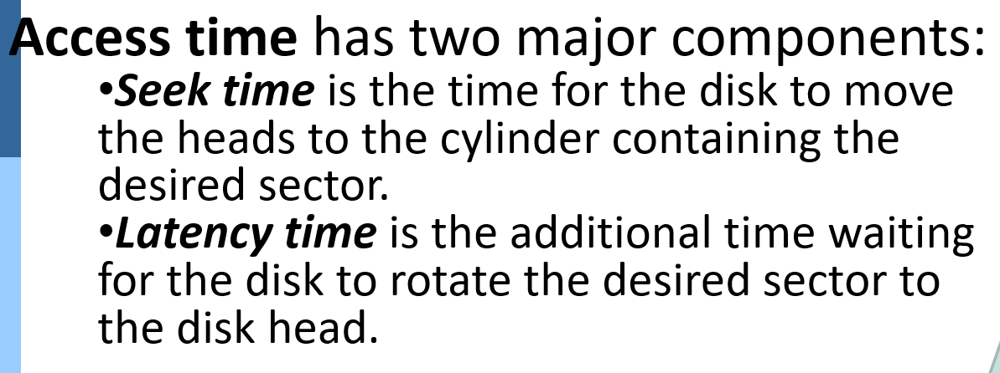 Access time has two major components:
•Seek time is the time for the disk to move
the heads to the cylinder containing the
desired sector.
•Latency time is the additional time waiting
for the disk to rotate the desired sector to
the disk head.